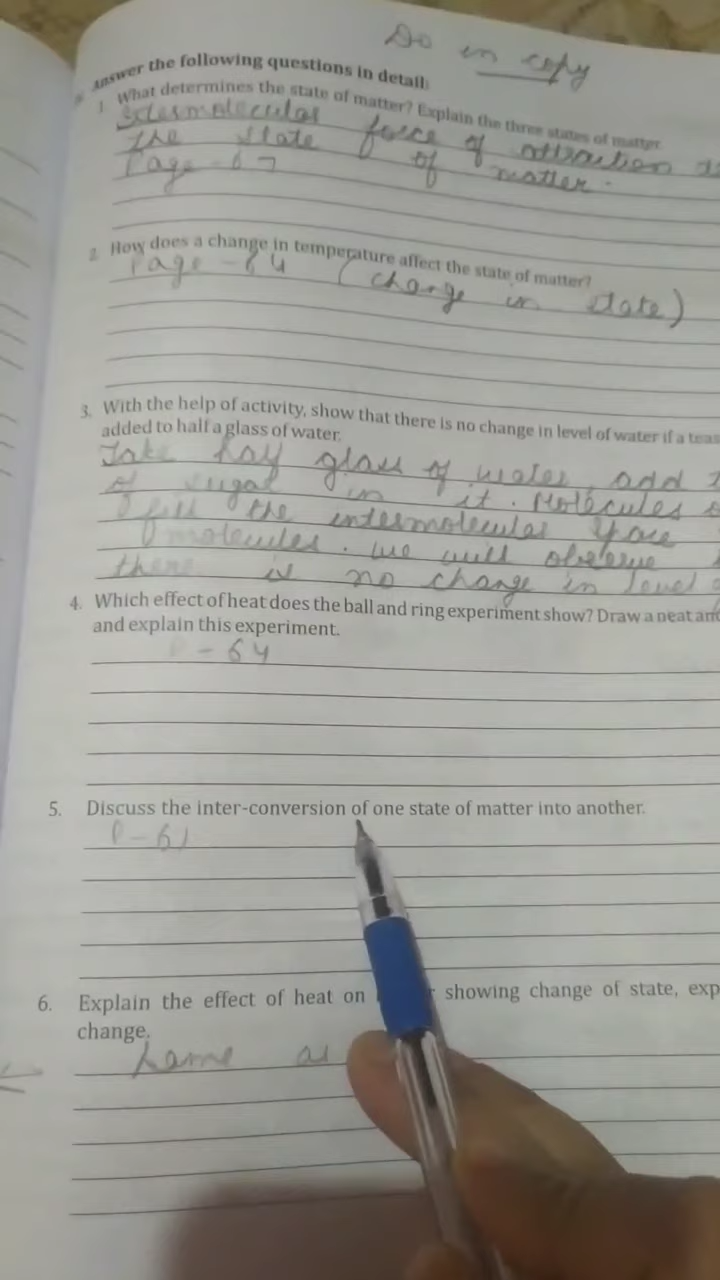 Do in copy
Answer the following questions in detail:
1. What determines the state of matter? Explain the three states of matter.
Intermolecular force of attraction
the state of matter.
Page - 67
2. How does a change in temperature affect the state of matter?
Page - 64 (change in state)
3. With the help of activity, show that there is no change in level of water if a teas
added to half a glass of water.
Take half glass of water, add
of sugar in it. Molecules
fill the intermolecular space
molecules. we will observe
there is no change in level
4. Which effect of heat does the ball and ring experiment show? Draw a neat and
and explain this experiment.
P - 64
5. Discuss the inter-conversion of one state of matter into another.
P - 61
6. Explain the effect of heat on showing change of state, exp
change.
Same as